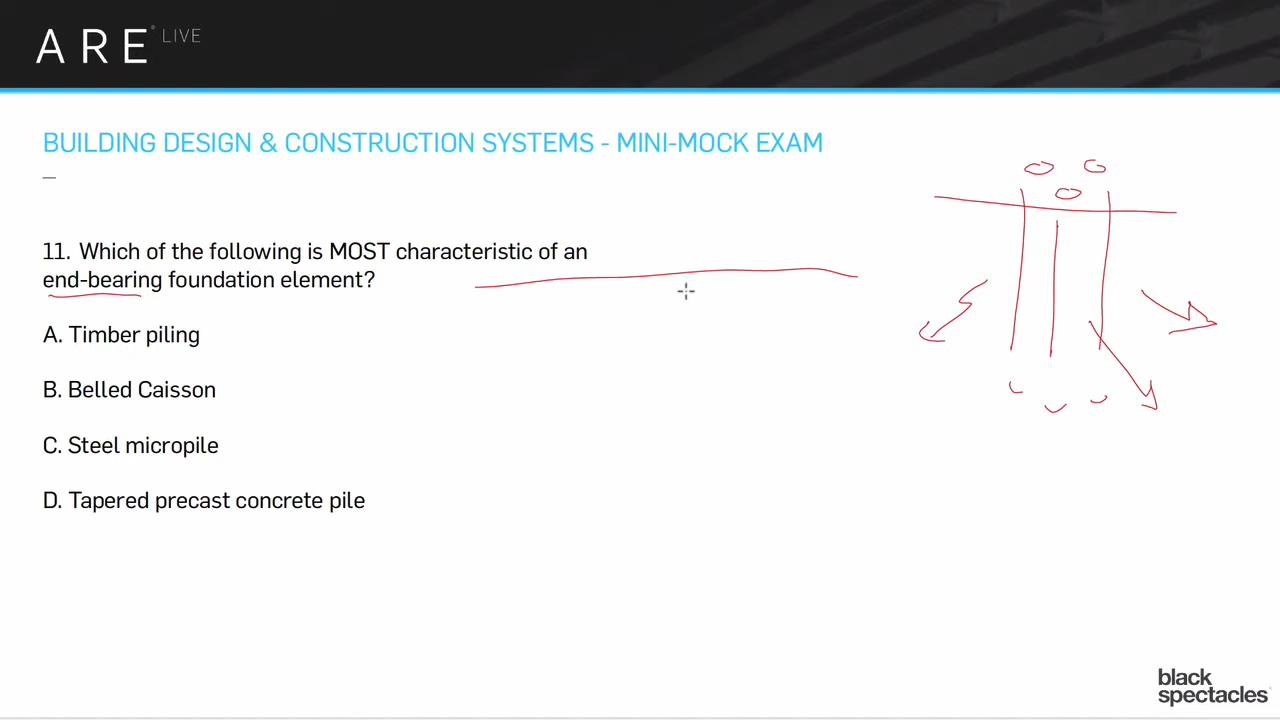 ARE® LIVE
BUILDING DESIGN & CONSTRUCTION SYSTEMS - MINI-MOCK EXAM
—
11. Which of the following is MOST characteristic of an
end-bearing foundation element?
A. Timber piling
B. Belled Caisson
C. Steel micropile
D. Tapered precast concrete pile
black
spectacles